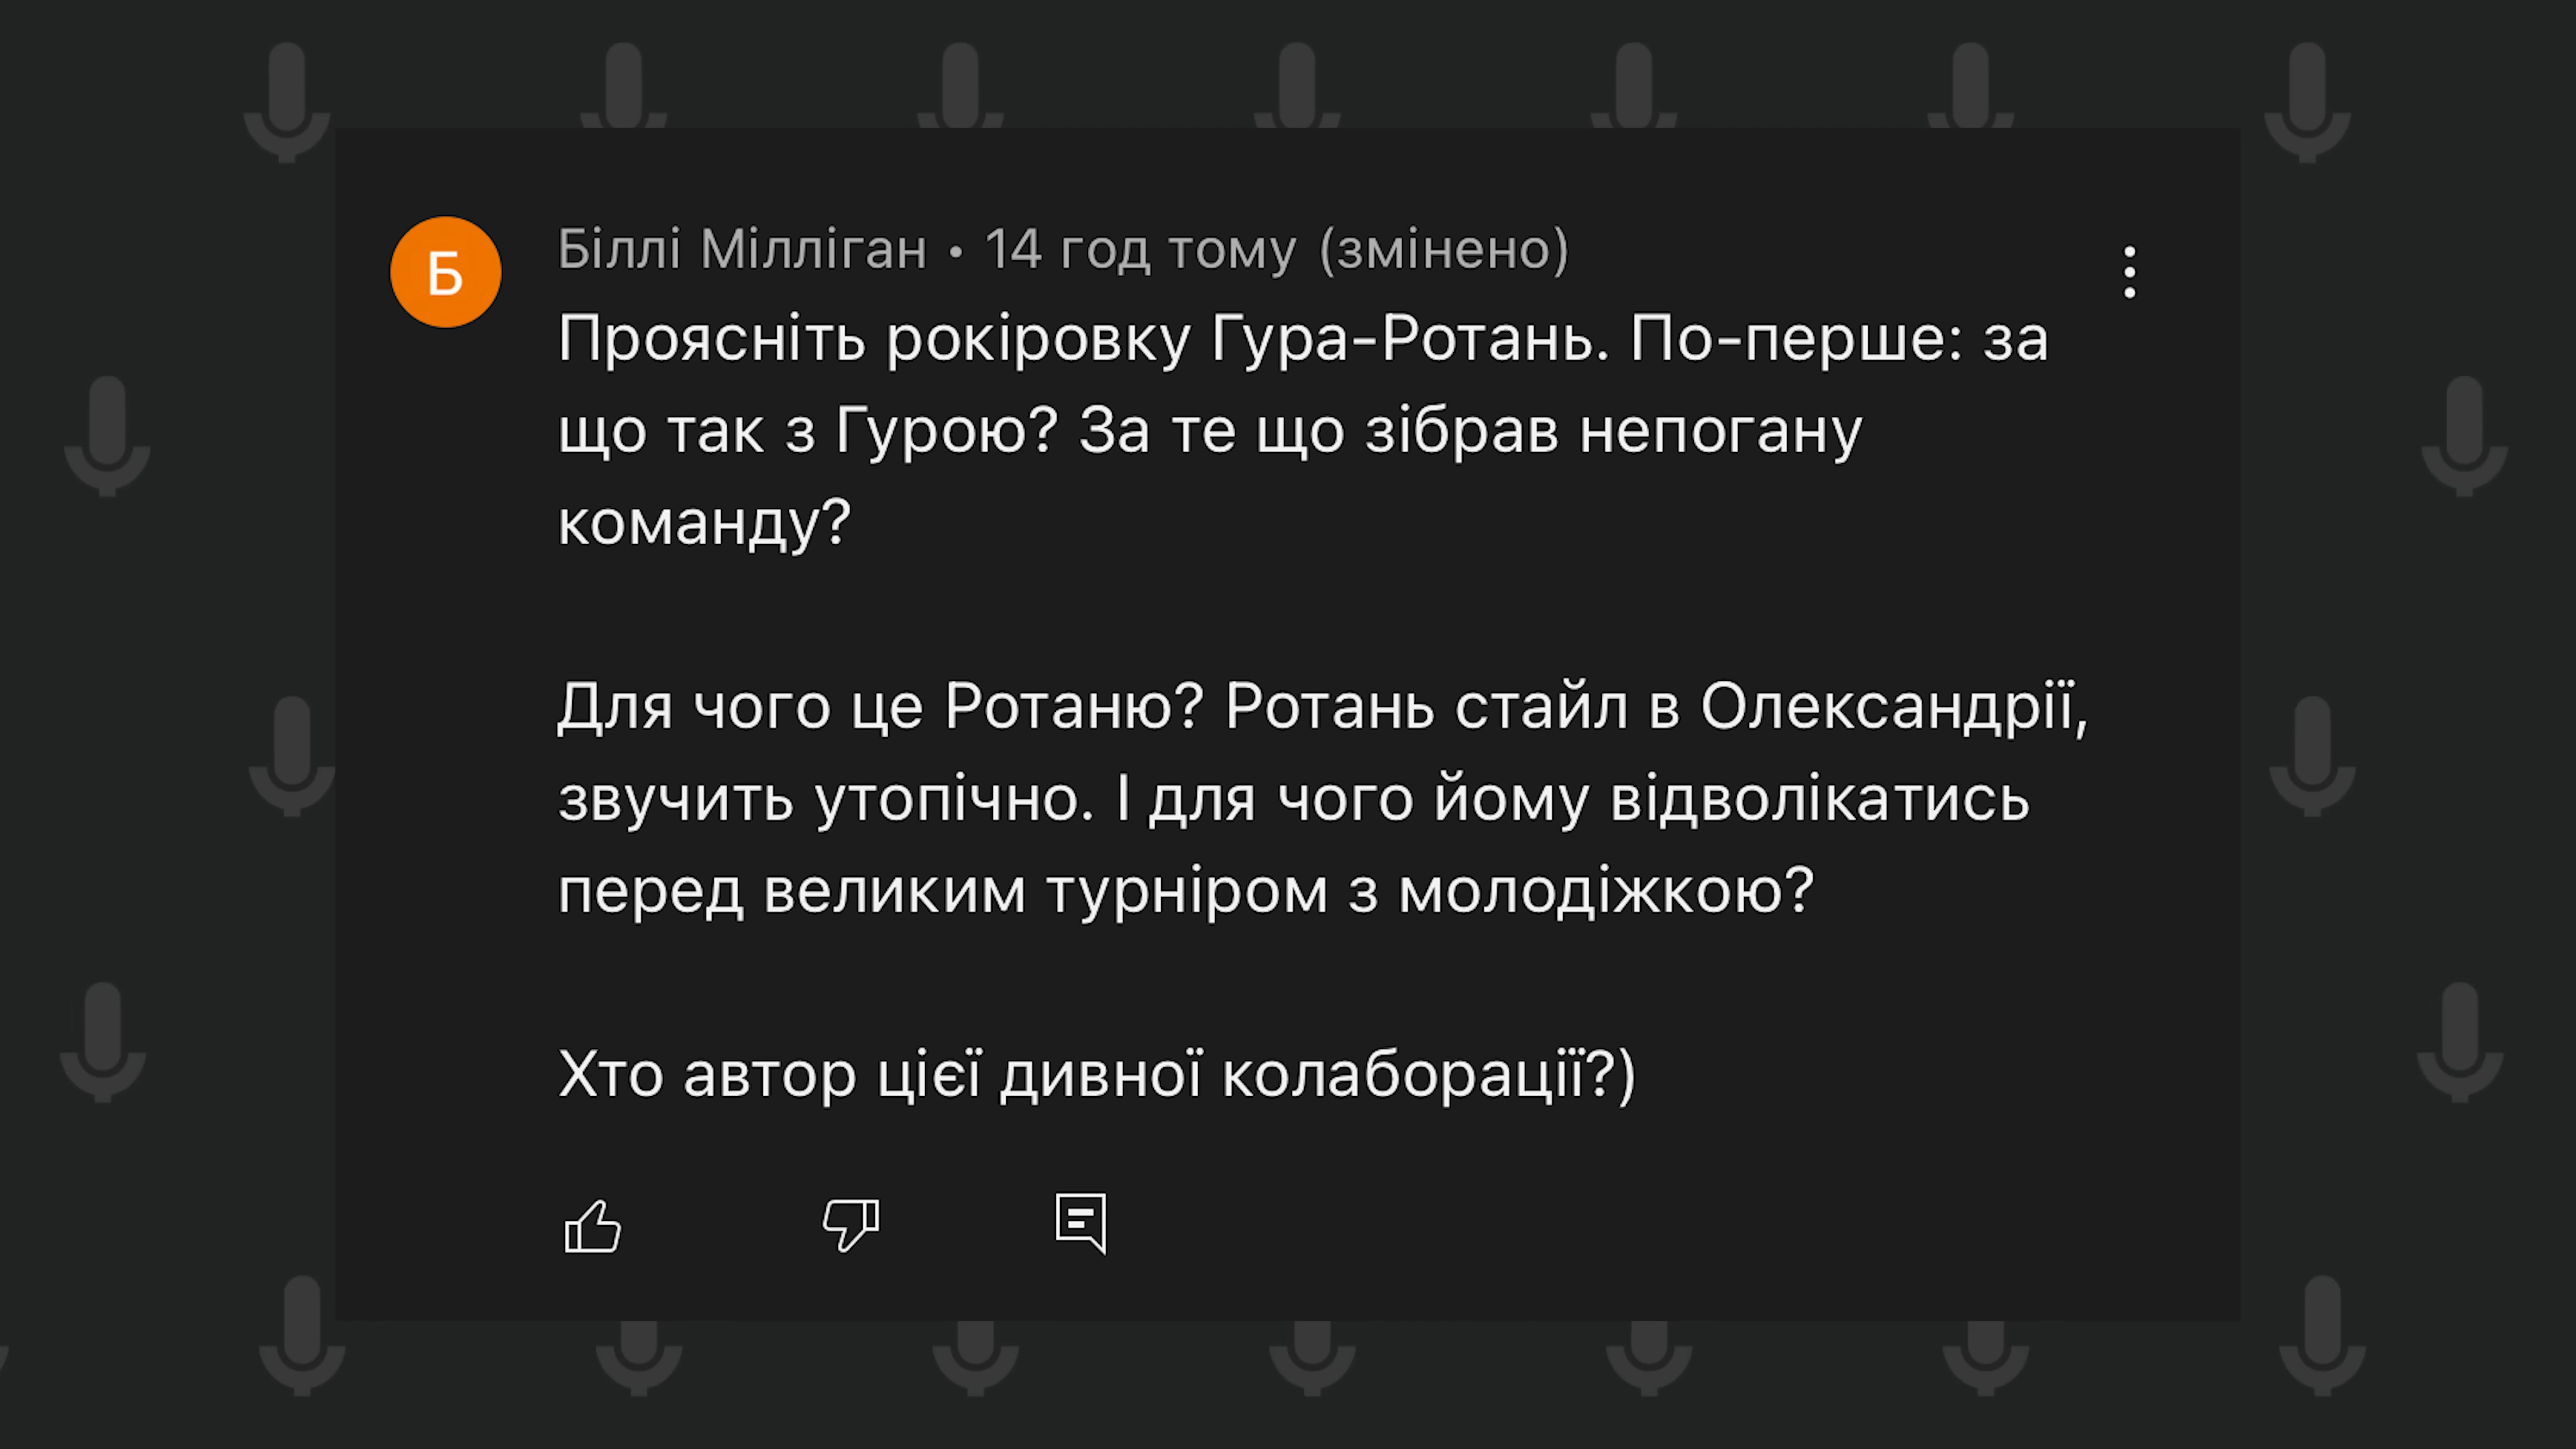 Б
Біллі Мілліган • 14 год тому (змінено)
Проясніть рокіровку Гура-Ротань. По-перше: за
що так з Гурою? За те що зібрав непогану
команду?
Для чого це Ротаню? Ротань стайл в Олександрії,
звучить утопічно. І для чого йому відволікатись
перед великим турніром з молодіжкою?
Хто автор цієї дивної колаборації?)